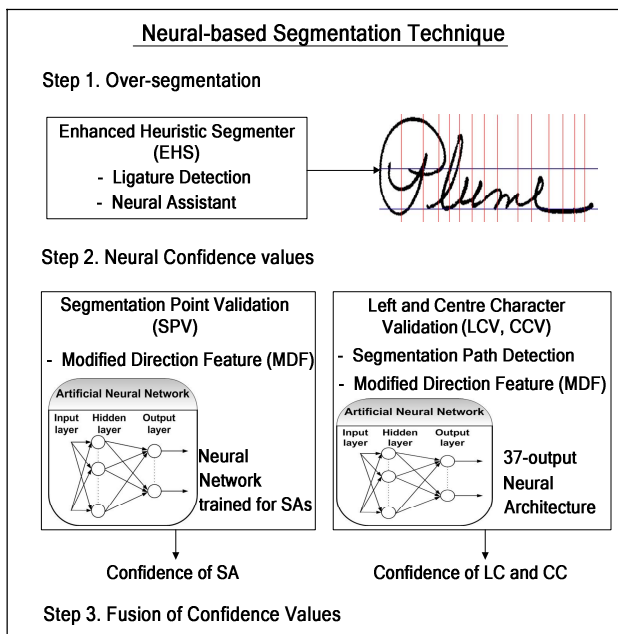 Neural-based Segmentation Technique
Step 1. Over-segmentation
Enhanced Heuristic Segmenter
(EHS)
- Ligature Detection
- Neural Assistant
Plume
Step 2. Neural Confidence values
Segmentation Point Validation
(SPV)
- Modified Direction Feature (MDF)
Artificial Neural Network
Input layer
Hidden layer
Output layer
Neural
Network
trained for SAs
Confidence of SA
Left and Centre Character
Validation (LCV, CCV)
- Segmentation Path Detection
- Modified Direction Feature (MDF)
Artificial Neural Network
Input layer
Hidden layer
Output layer
37-output
Neural
Architecture
Confidence of LC and CC
Step 3. Fusion of Confidence Values